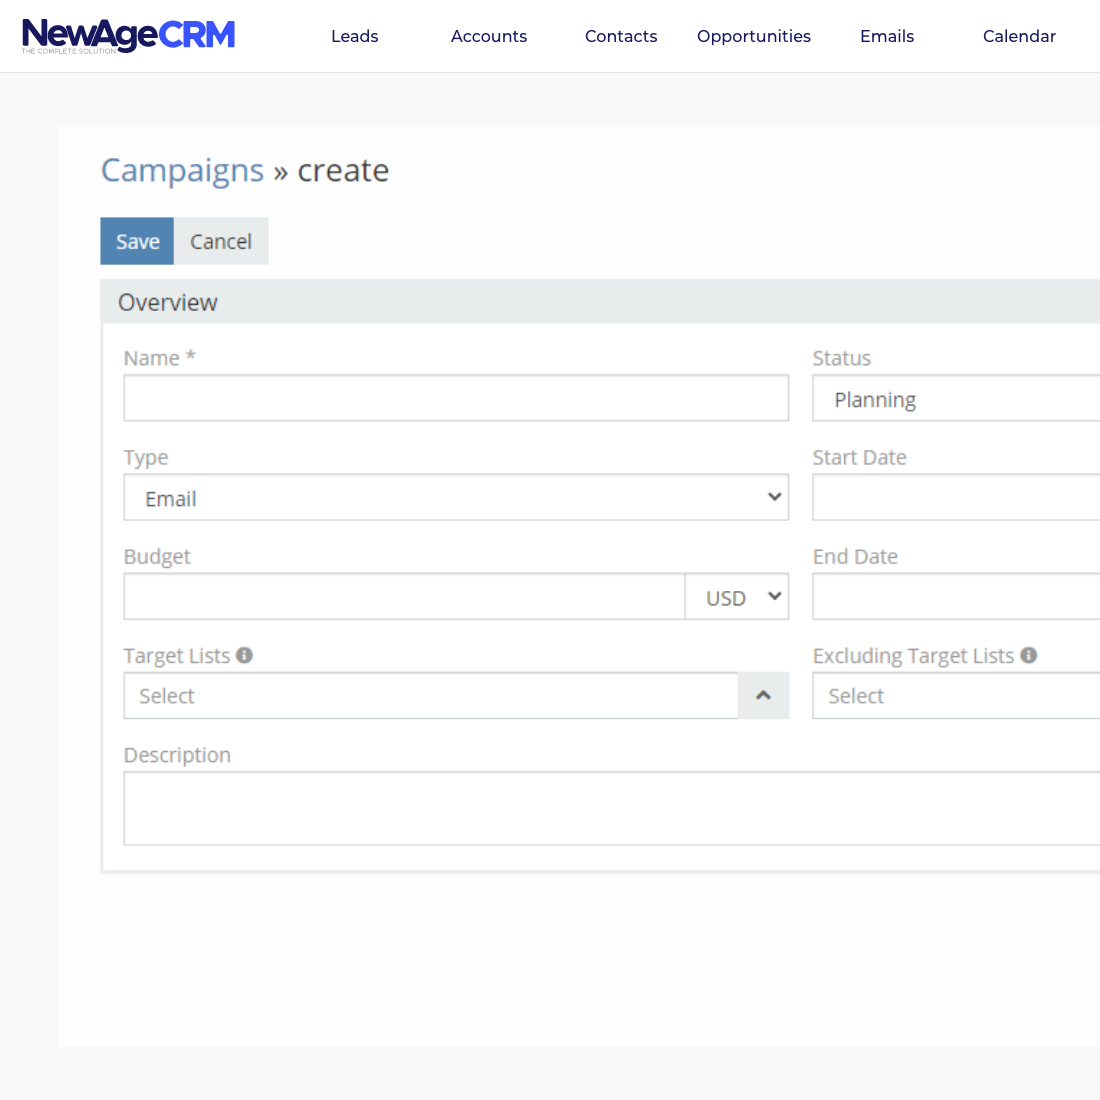 NewAgeCRM
THE COMPLETE SOLUTION
Leads Accounts Contacts Opportunities Emails Calendar
Campaigns » create
Save Cancel
Overview
Name * Status
Planning
Type Start Date
Email
Budget End Date
USD
Target Lists Excluding Target Lists
Select Select
Description